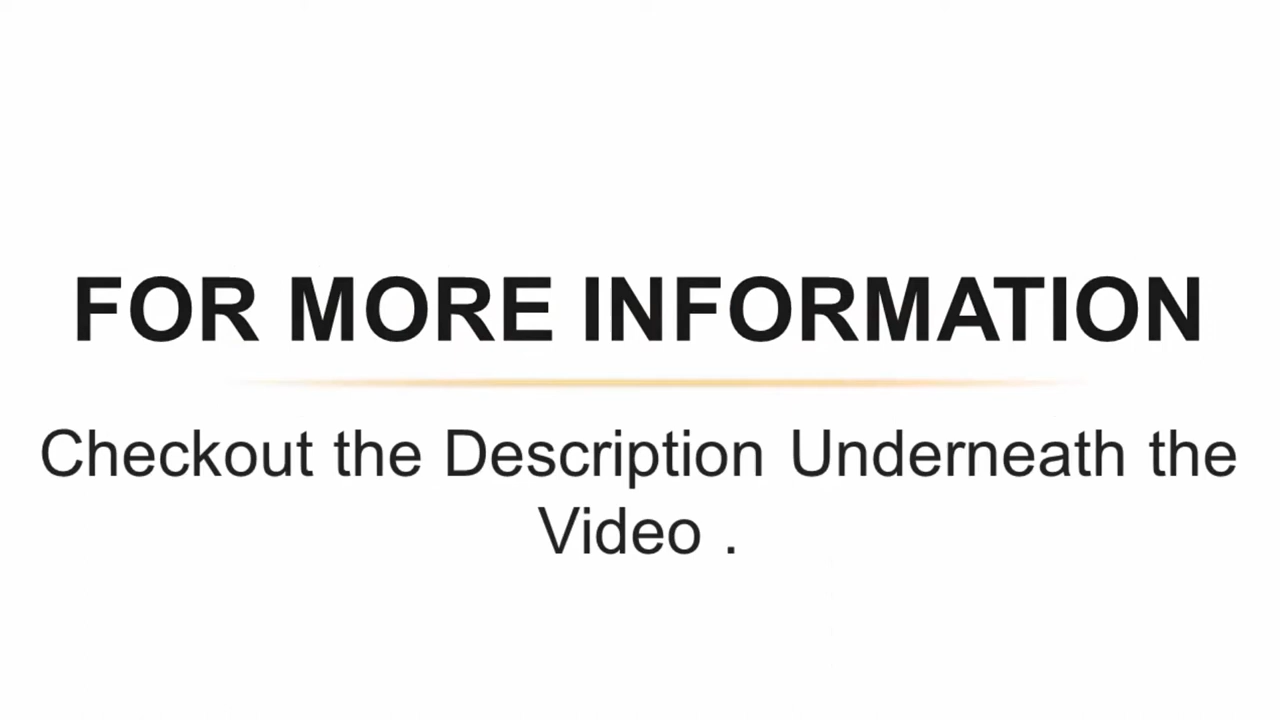 FOR MORE INFORMATION
Checkout the Description Underneath the
Video .